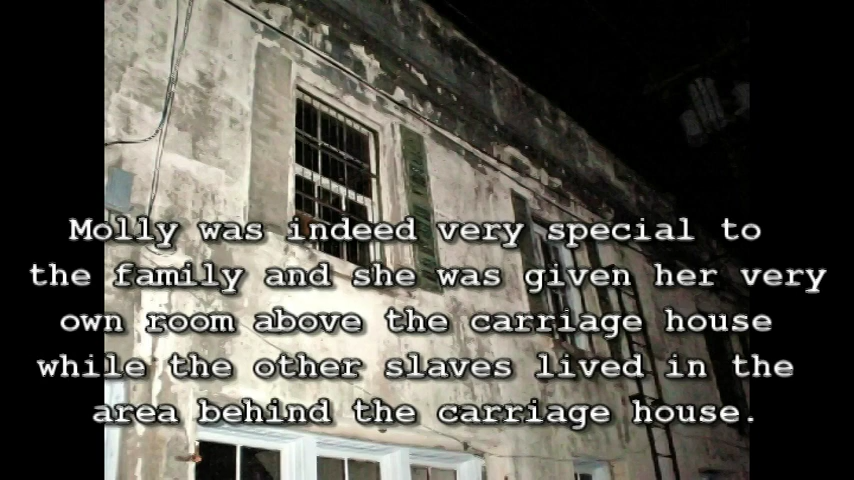 Molly was indeed very special to
the family and she was given her very
own room above the carriage house
while the other slaves lived in the
area behind the carriage house.